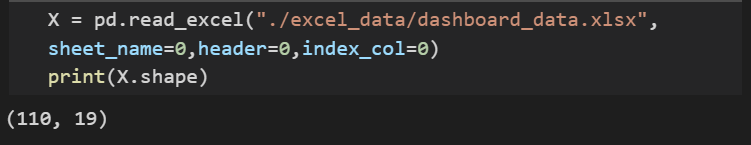 X = pd.read_excel("./excel_data/dashboard_data.xlsx",
sheet_name=0,header=0,index_col=0)
print(X.shape)
(110, 19)